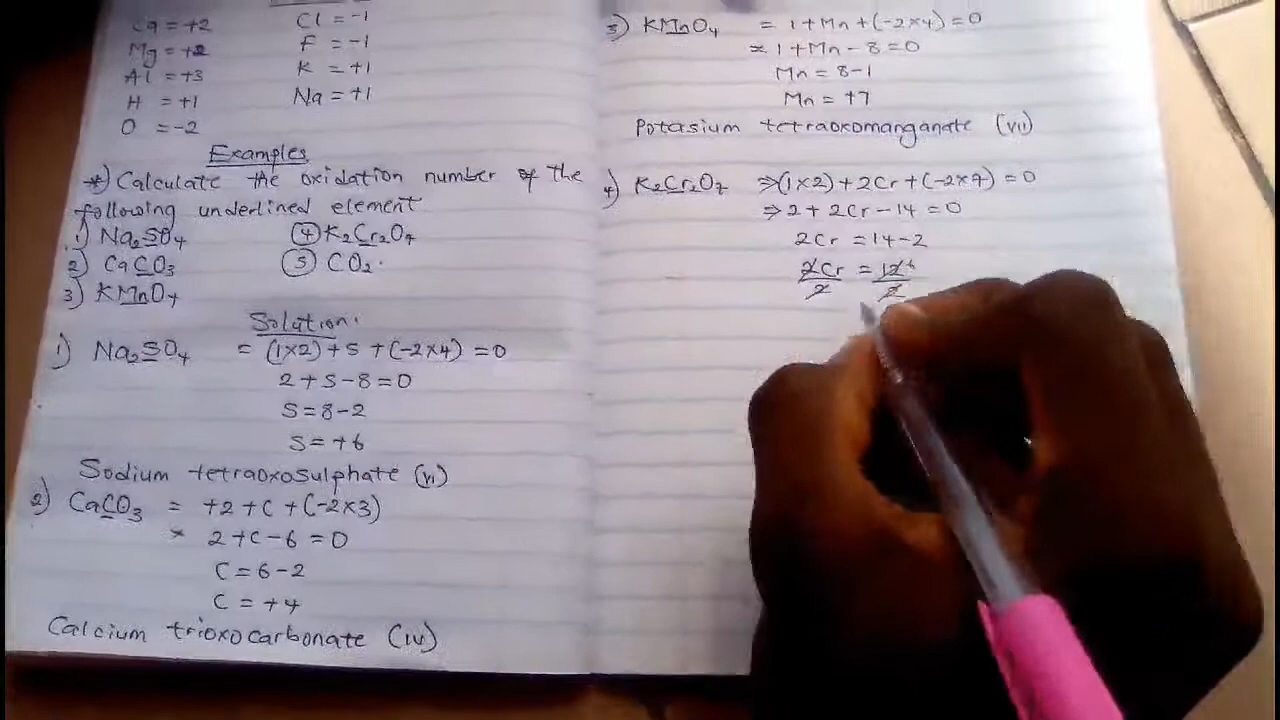 Ca = +2
Mg = +2
Al = +3
H = +1
O = -2
Cl = -1
F = -1
K = +1
Na = +1
Examples
*) Calculate the oxidation number of the
following underlined element
1) Na2SO4
2) CaCO3
3) KMnO4
4 K2Cr2O7
5 CO2.
Solution.
1) Na2SO4 = (1×2)+S+(-2×4) = 0
2+S-8=0
S=8-2
S=+6
Sodium tetraoxosulphate (vi)
2) CaCO3 = +2+C+(-2×3)
2+C-6=0
C=6-2
C=+4
Calcium trioxocarbonate (iv)
3) KMnO4 = 1+Mn+(-2×4)=0
1+Mn-8=0
Mn=8-1
Mn=+7
Potasium tetraoxomanganate (vii)
4) K2Cr2O7 ⇒(1×2)+2Cr+(-2×7)=0
⇒2+2Cr-14=0
2Cr=14-2
2Cr = 12 6
2 2